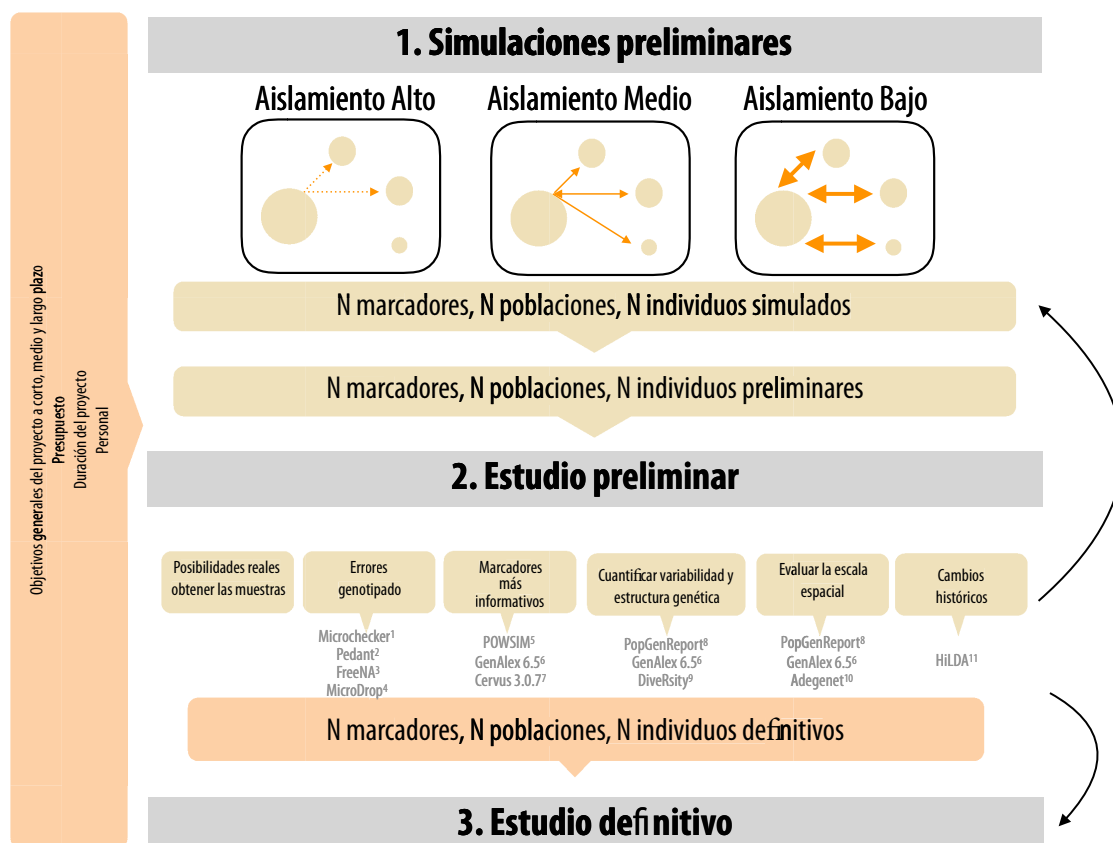 Objetivos generales del proyecto a corto, medio y largo plazo
Presupuesto
Duración del proyecto
Personal
1. Simulaciones preliminares
Aislamiento Alto
Aislamiento Medio
Aislamiento Bajo
N marcadores, N poblaciones, N individuos simulados
N marcadores, N poblaciones, N individuos preliminares
2. Estudio preliminar
Posibilidades reales
obtener las muestras
Errores
genotipado
Microchecker¹
Pedant²
FreeNA³
MicroDrop⁴
Marcadores
más
informativos
POWSIM⁵
GenAlex 6.5⁶
Cervus 3.0.7⁷
Cuantificar variabilidad y
estructura genética
PopGenReport⁸
GenAlex 6.5⁶
DiveRsity⁹
Evaluar la escala
espacial
PopGenReport⁸
GenAlex 6.5⁶
Adegenet¹⁰
Cambios
históricos
HiLDA¹¹
N marcadores, N poblaciones, N individuos definitivos
3. Estudio definitivo